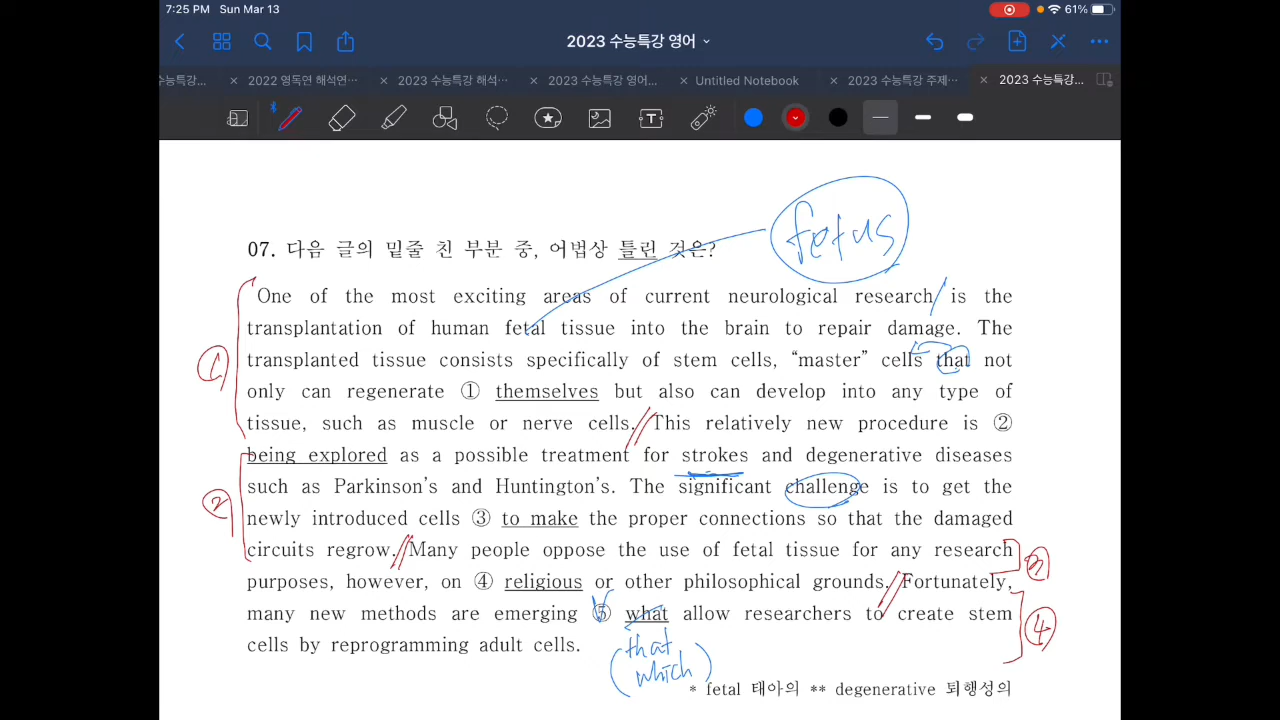 7:25 PM Sun Mar 13 61%
2023 수능특강 영어
수능특강... × 2022 영독연 해석연... × 2023 수능특강 해석... × 2023 수능특강 영어... × Untitled Notebook × 2023 수능특강 주제... × 2023 수능특강...
fetus
07. 다음 글의 밑줄 친 부분 중, 어법상 틀린 것은?
One of the most exciting areas of current neurological research is the
transplantation of human fetal tissue into the brain to repair damage. The
① transplanted tissue consists specifically of stem cells, “master” cells that not
only can regenerate ① themselves but also can develop into any type of
tissue, such as muscle or nerve cells. This relatively new procedure is ②
being explored as a possible treatment for strokes and degenerative diseases
② such as Parkinson's and Huntington's. The significant challenge is to get the
newly introduced cells ③ to make the proper connections so that the damaged
circuits regrow. Many people oppose the use of fetal tissue for any research ③
purposes, however, on ④ religious or other philosophical grounds. Fortunately,
many new methods are emerging ⑤ what allow researchers to create stem ④
cells by reprogramming adult cells.
that
(which)
* fetal 태아의 ** degenerative 퇴행성의